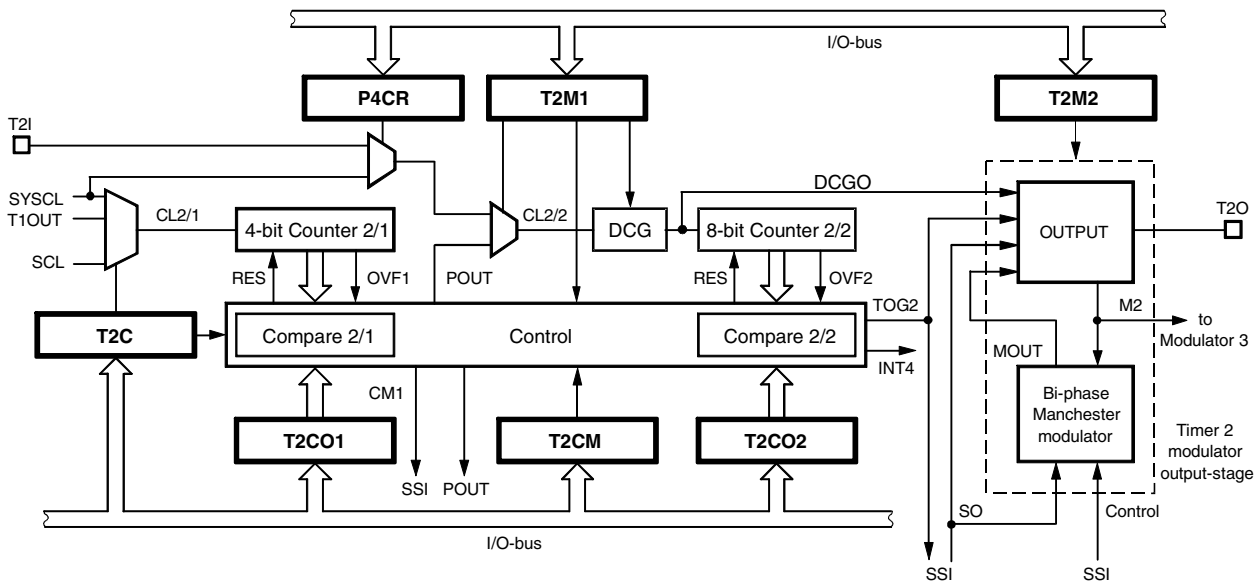 I/O-bus
P4CR
T2M1
T2M2
T2I
SYSCL
T1OUT
SCL
CL2/1
4-bit Counter 2/1
CL2/2
DCG
DCGO
8-bit Counter 2/2
OUTPUT
T2O
RES
OVF1
POUT
RES
OVF2
TOG2
M2
to
Modulator 3
T2C
Compare 2/1
Control
Compare 2/2
INT4
MOUT
Bi-phase
Manchester
modulator
CM1
T2CO1
T2CM
T2CO2
Timer 2
modulator
output-stage
SSI
POUT
SO
Control
I/O-bus
SSI
SSI